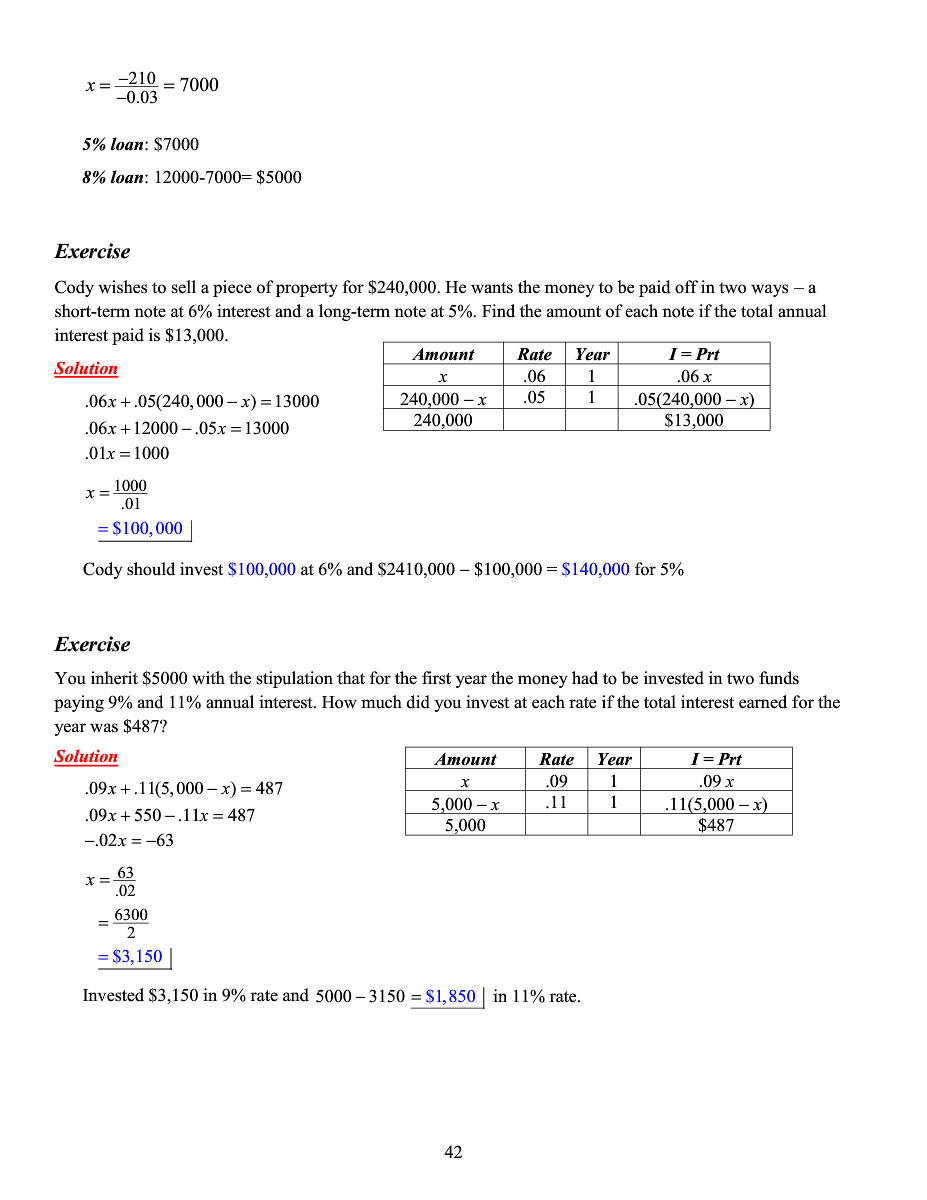 x = −210 / −0.03 = 7000
5% loan: $7000
8% loan: 12000-7000= $5000
Exercise
Cody wishes to sell a piece of property for $240,000. He wants the money to be paid off in two ways – a
short-term note at 6% interest and a long-term note at 5%. Find the amount of each note if the total annual
interest paid is $13,000.
Solution
Amount Rate Year I = Prt
x .06 1 .06 x
240,000 – x .05 1 .05(240,000 – x)
240,000 $13,000
.06x + .05(240,000 − x) = 13000
.06x + 12000 − .05x = 13000
.01x = 1000
x = 1000 / .01
= $100,000
Cody should invest $100,000 at 6% and $2410,000 – $100,000 = $140,000 for 5%
Exercise
You inherit $5000 with the stipulation that for the first year the money had to be invested in two funds
paying 9% and 11% annual interest. How much did you invest at each rate if the total interest earned for the
year was $487?
Solution
Amount Rate Year I = Prt
x .09 1 .09 x
5,000 – x .11 1 .11(5,000 – x)
5,000 $487
.09x + .11(5,000 − x) = 487
.09x + 550 − .11x = 487
−.02x = −63
x = 63 / .02
= 6300 / 2
= $3,150
Invested $3,150 in 9% rate and 5000 − 3150 = $1,850 in 11% rate.
42